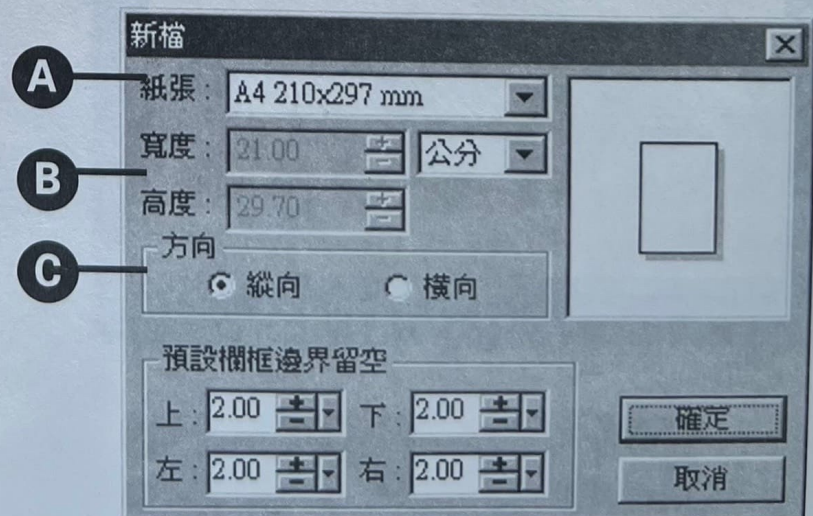 新檔
A 紙張： A4 210x297 mm
B 寬度： 21.00 公分
高度： 29.70
C 方向
縱向 橫向
預設欄框邊界留空
上： 2.00 下： 2.00
左： 2.00 右： 2.00
確定
取消